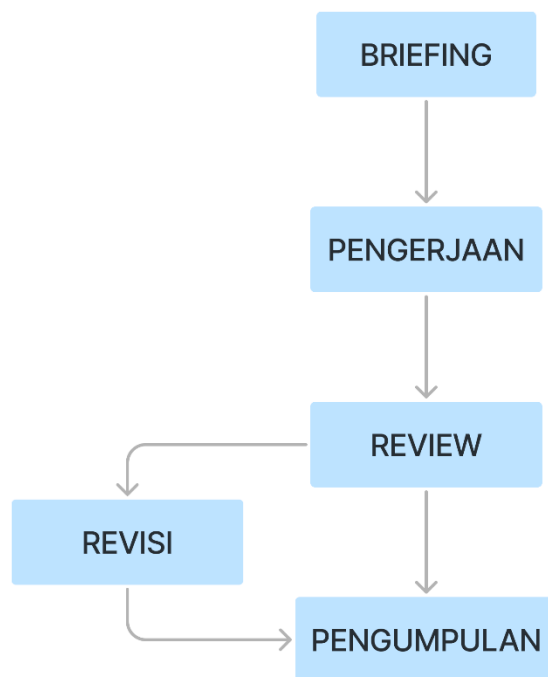 BRIEFING
PENGERJAAN
REVIEW
REVISI
PENGUMPULAN